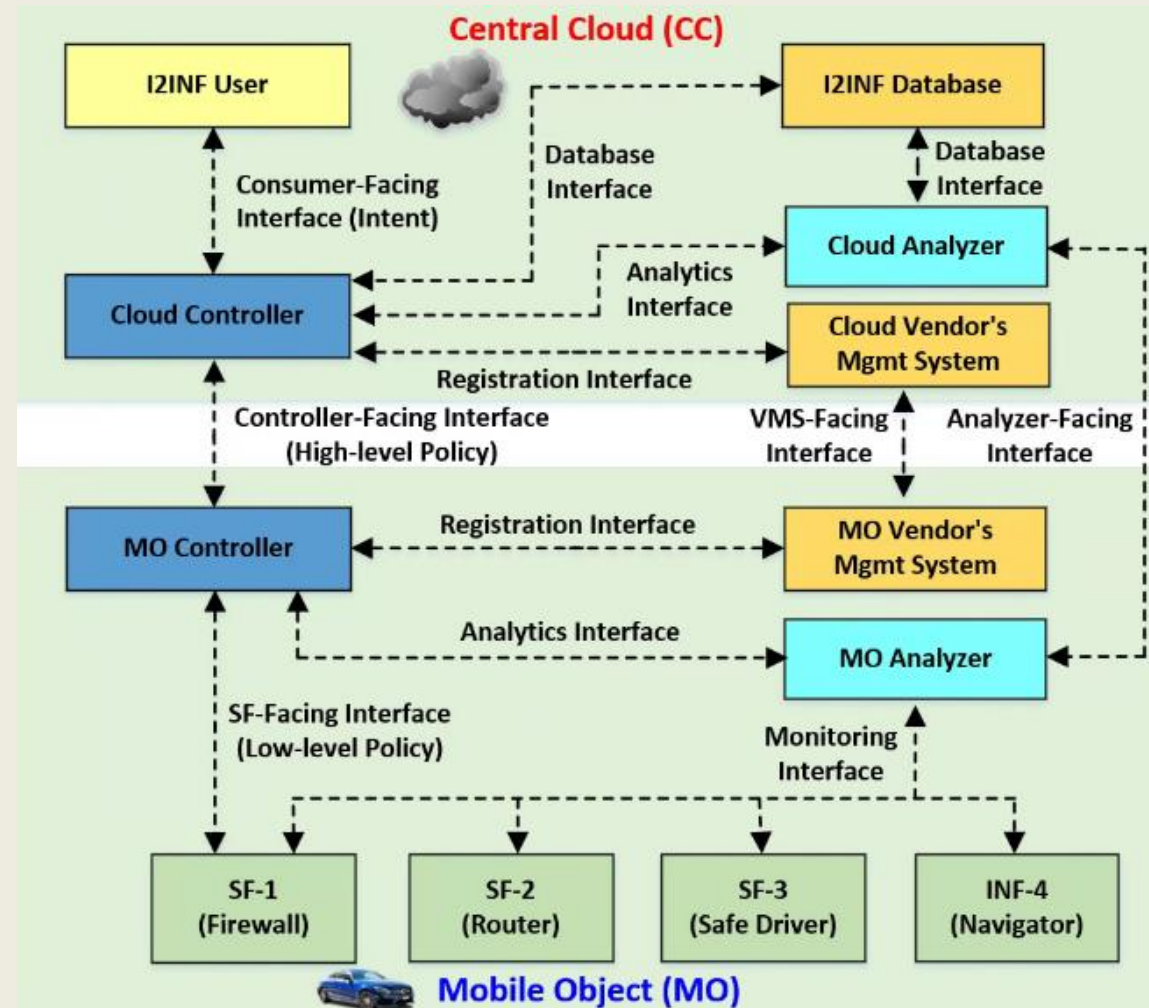 Central Cloud (CC)
I2INF User
I2INF Database
Database
Interface
Database
Interface
Consumer-Facing
Interface (Intent)
Cloud Analyzer
Analytics
Interface
Cloud Controller
Cloud Vendor's
Mgmt System
Registration Interface
Controller-Facing Interface
(High-level Policy)
VMS-Facing
Interface
Analyzer-Facing
Interface
MO Controller
Registration Interface
MO Vendor's
Mgmt System
Analytics Interface
MO Analyzer
SF-Facing Interface
(Low-level Policy)
Monitoring
Interface
SF-1
(Firewall)
SF-2
(Router)
SF-3
(Safe Driver)
INF-4
(Navigator)
Mobile Object (MO)